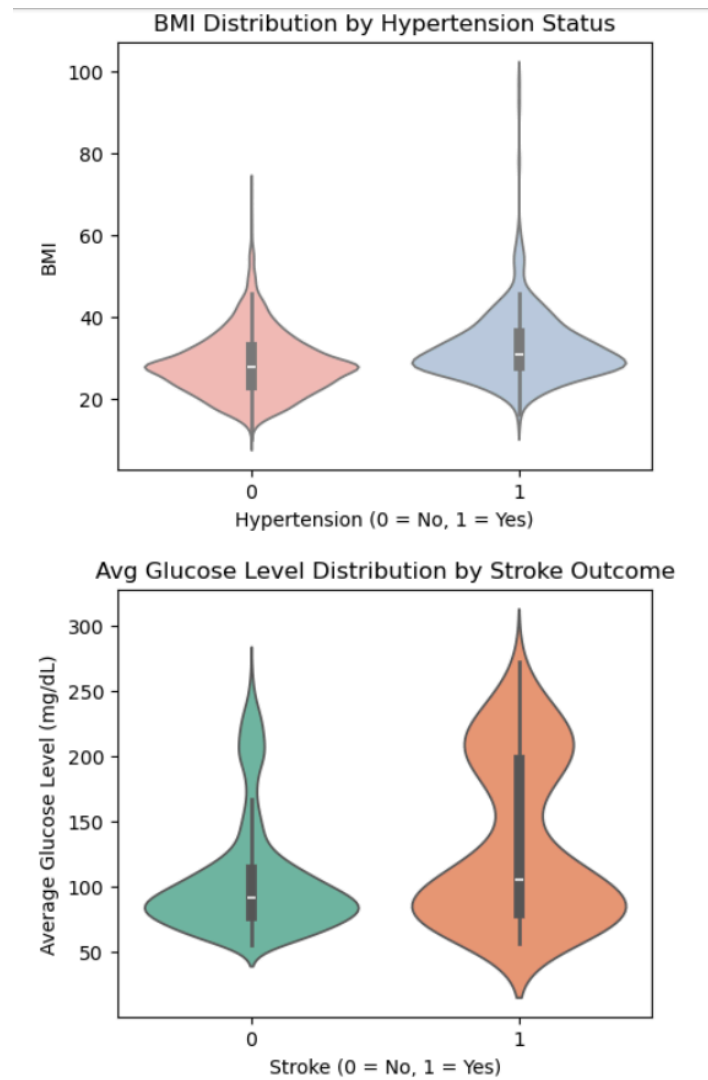 BMI Distribution by Hypertension Status
100
80
60
40
20
BMI
0
1
Hypertension (0 = No, 1 = Yes)
Avg Glucose Level Distribution by Stroke Outcome
300
250
200
150
100
50
Average Glucose Level (mg/dL)
0
1
Stroke (0 = No, 1 = Yes)